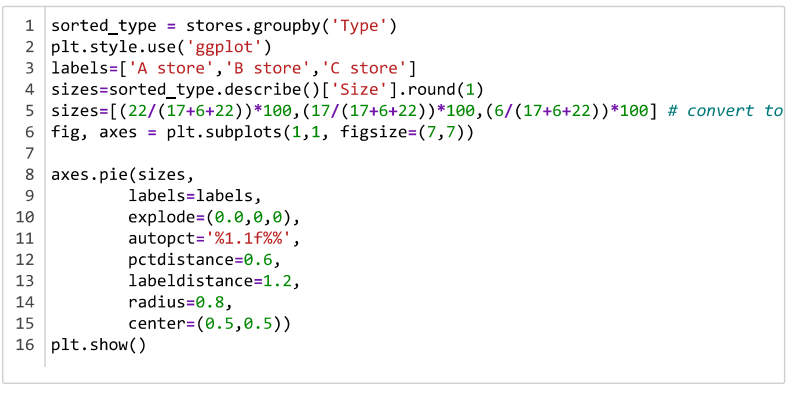 1 sorted_type = stores.groupby('Type')
2 plt.style.use('ggplot')
3 labels=['A store','B store','C store']
4 sizes=sorted_type.describe()['Size'].round(1)
5 sizes=[(22/(17+6+22))*100,(17/(17+6+22))*100,(6/(17+6+22))*100] # convert to
6 fig, axes = plt.subplots(1,1, figsize=(7,7))
7
8 axes.pie(sizes,
9         labels=labels,
10         explode=(0.0,0,0),
11         autopct='%1.1f%%',
12         pctdistance=0.6,
13         labeldistance=1.2,
14         radius=0.8,
15         center=(0.5,0.5))
16 plt.show()